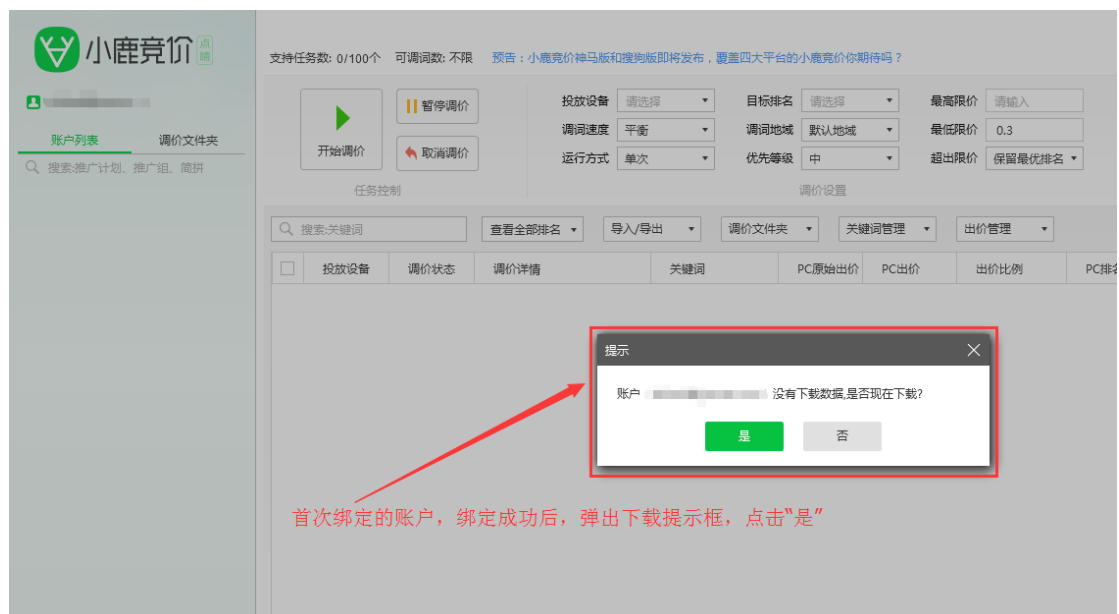 小鹿竞价 点睛
支持任务数: 0/100个 可调词数: 不限 预告：小鹿竞价神马版和搜狗版即将发布，覆盖四大平台的小鹿竞价你期待吗？
账户列表 调价文件夹
搜索:推广计划、推广组、简拼
开始调价
暂停调价
取消调价
任务控制
投放设备 请选择 目标排名 请选择 最高限价 请输入
调词速度 平衡 调词地域 默认地域 最低限价 0.3
运行方式 单次 优先等级 中 超出限价 保留最优排名
调价设置
搜索:关键词 查看全部排名 导入/导出 调价文件夹 关键词管理 出价管理
投放设备 调价状态 调价详情 关键词 PC原始出价 PC出价 出价比例 PC排名
提示
账户 没有下载数据,是否现在下载?
是 否
首次绑定的账户，绑定成功后，弹出下载提示框，点击“是”